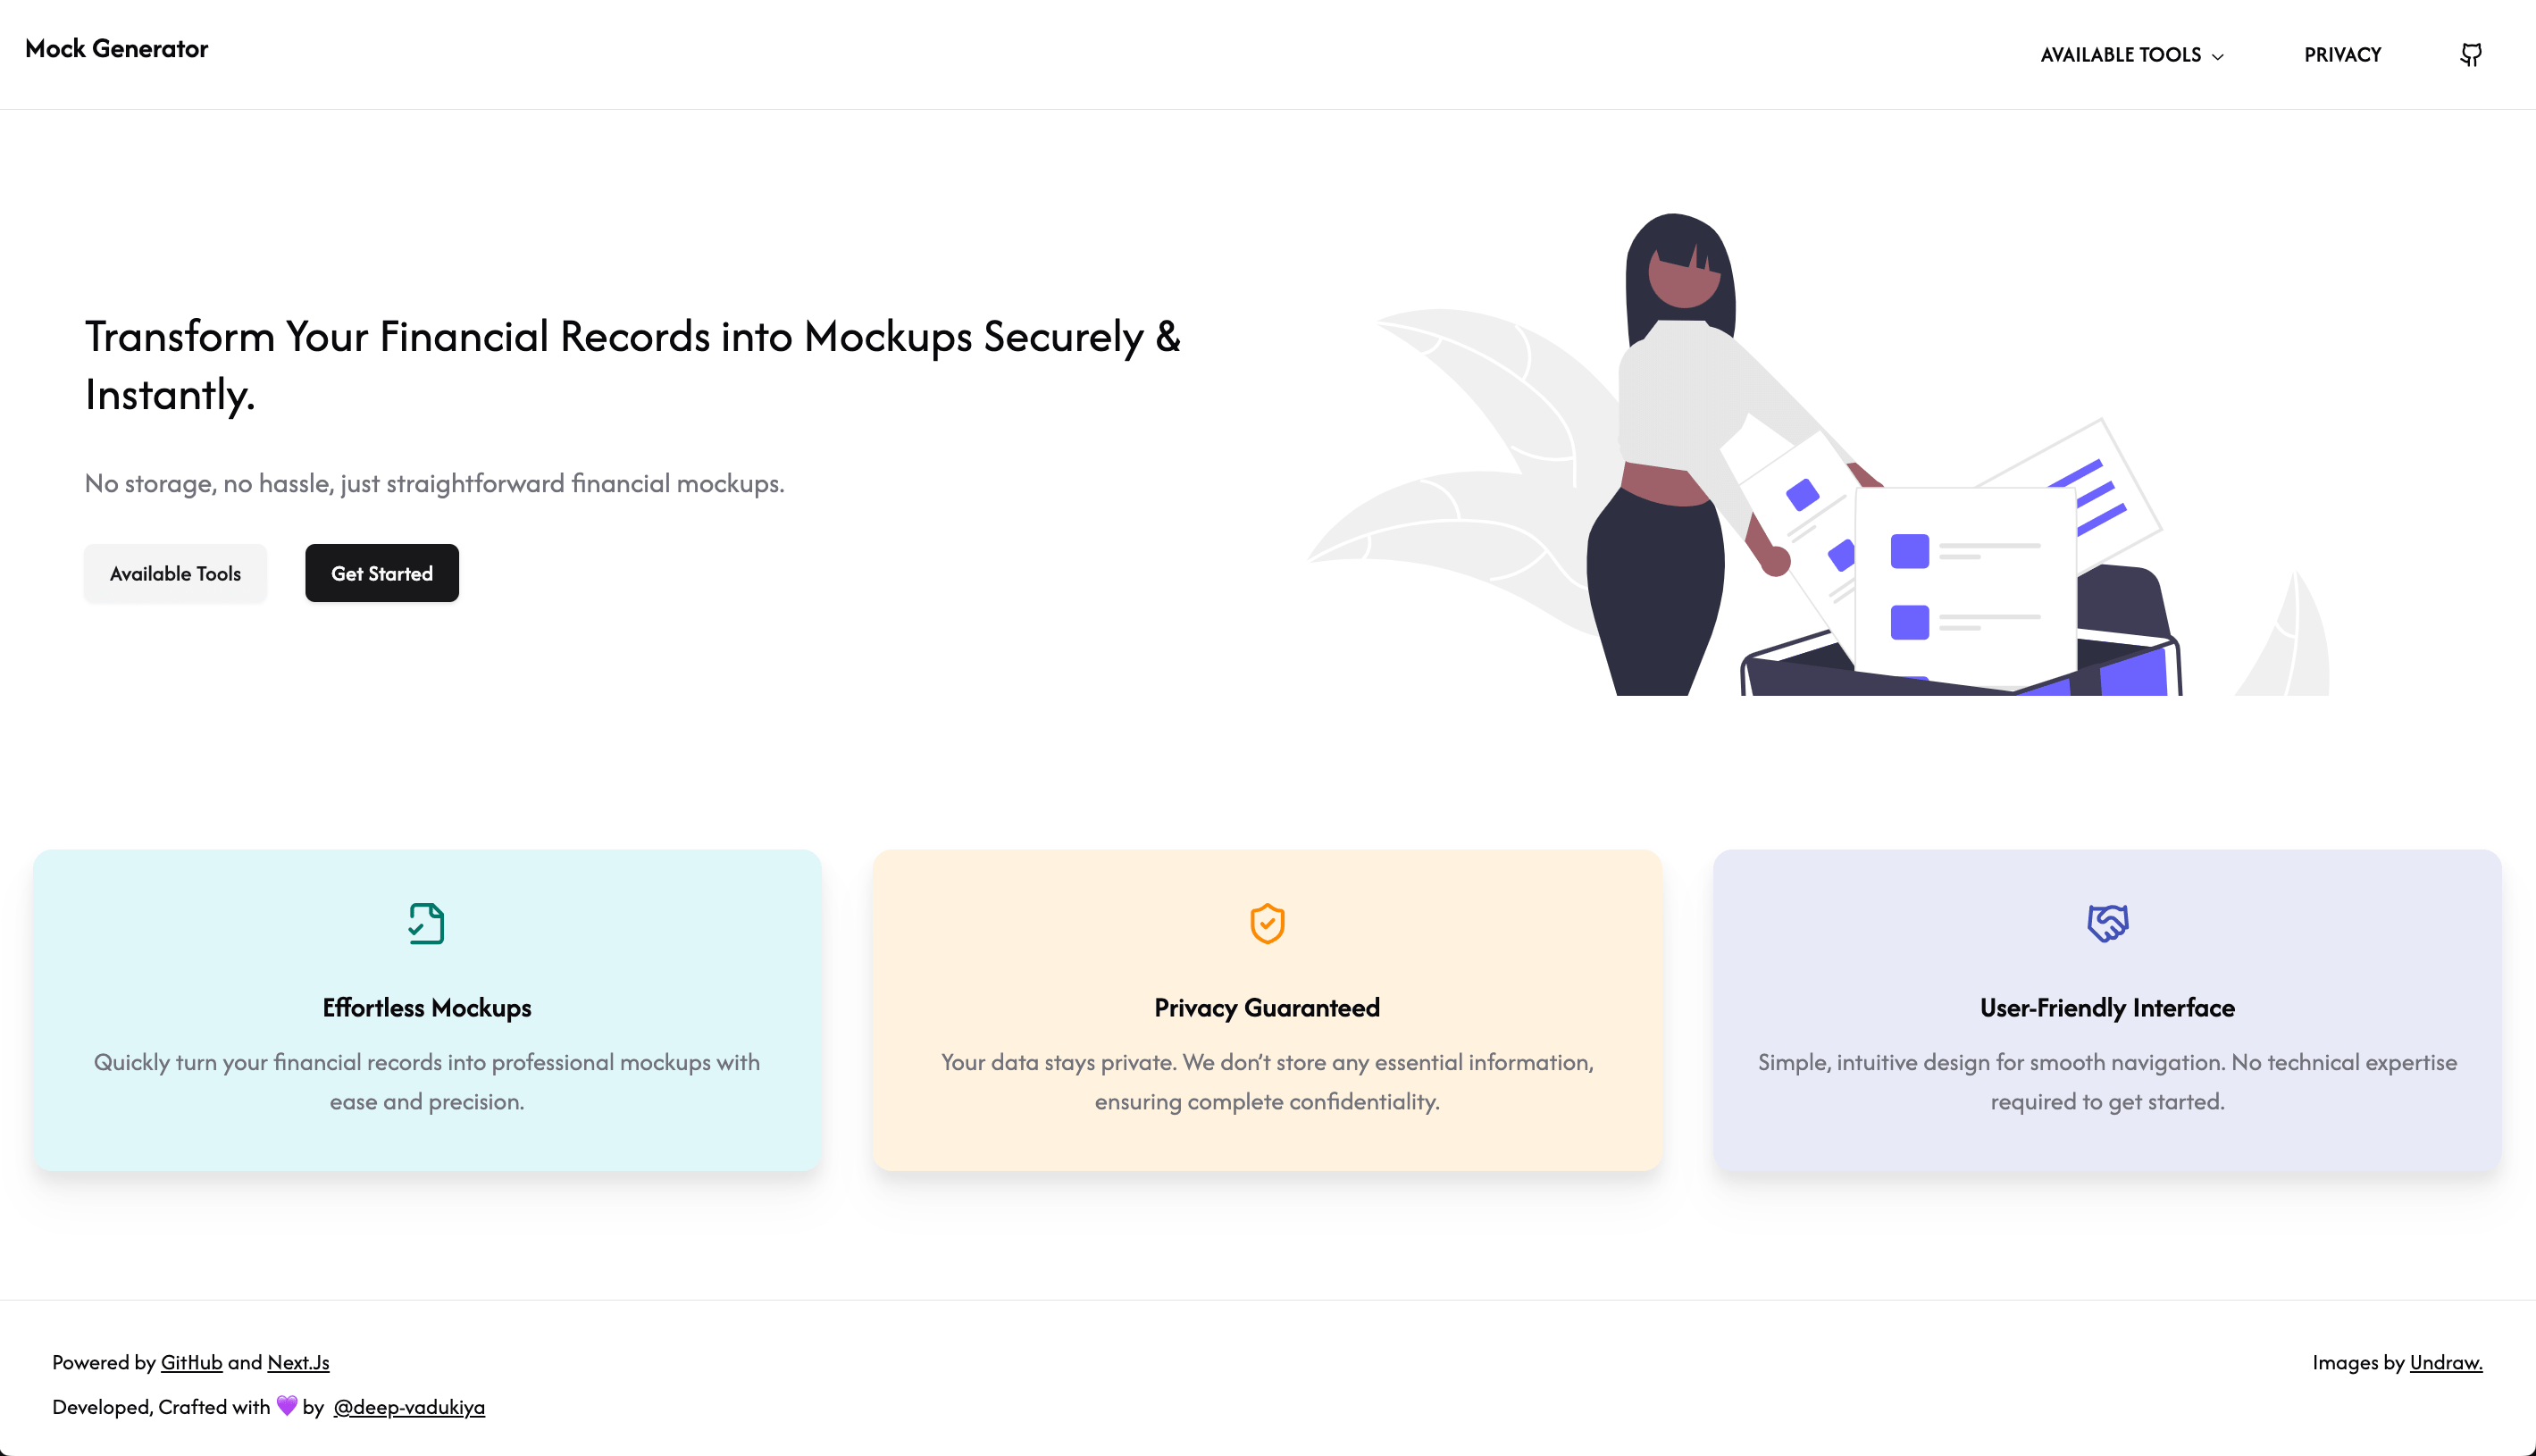 Mock Generator
AVAILABLE TOOLS
PRIVACY
Transform Your Financial Records into Mockups Securely &
Instantly.
No storage, no hassle, just straightforward financial mockups.
Available Tools
Get Started
Effortless Mockups
Quickly turn your financial records into professional mockups with
ease and precision.
Privacy Guaranteed
Your data stays private. We don’t store any essential information,
ensuring complete confidentiality.
User-Friendly Interface
Simple, intuitive design for smooth navigation. No technical expertise
required to get started.
Powered by GitHub and Next.Js
Developed, Crafted with 💜 by @deep-vadukiya
Images by Undraw.